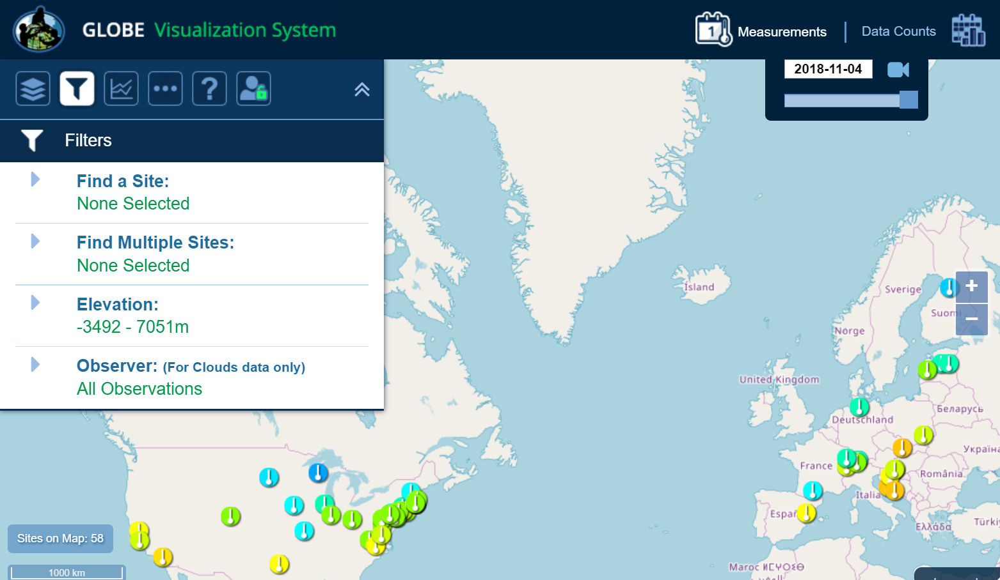 GLOBE Visualization System
1 Measurements
Data Counts
2018-11-04
?
Filters
Find a Site:
None Selected
Find Multiple Sites:
None Selected
Elevation:
-3492 - 7051m
Observer: (For Clouds data only)
All Observations
Ísland
Sverige
+
Suomi
−
Norge
United Kingdom
Беларусь
Deutschland
Україна
France
România
Italia
Espa
Ελλάδα
Türki
Sites on Map: 58
Maroc ⵍⵎⵖⵔⵉⴱ
1000 km